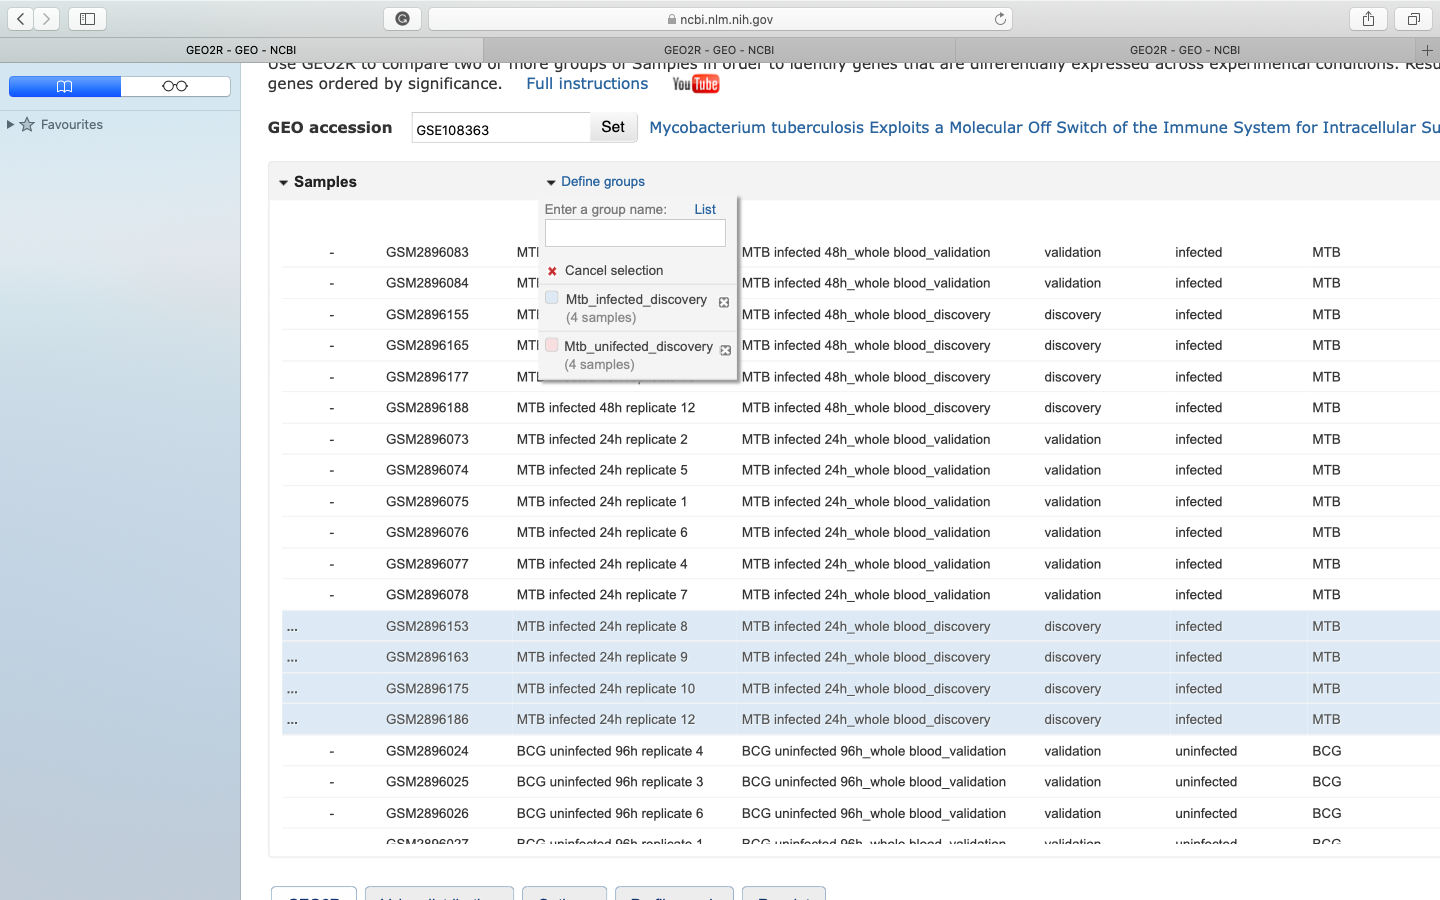 ncbi.nlm.nih.gov
GEO2R - GEO - NCBI
GEO2R - GEO - NCBI
GEO2R - GEO - NCBI
Favourites
Use GEO2R to compare two or more groups of Samples in order to identify genes that are differentially expressed across experimental conditions. Resu
genes ordered by significance. Full instructions YouTube
GEO accession GSE108363 Set Mycobacterium tuberculosis Exploits a Molecular Off Switch of the Immune System for Intracellular Su
Samples Define groups
Enter a group name: List
Cancel selection
Mtb_infected_discovery
(4 samples)
Mtb_unifected_discovery
(4 samples)
- GSM2896083 MTI MTB infected 48h_whole blood_validation validation infected MTB
- GSM2896084 MTI MTB infected 48h_whole blood_validation validation infected MTB
- GSM2896155 MTI MTB infected 48h_whole blood_discovery discovery infected MTB
- GSM2896165 MTI MTB infected 48h_whole blood_discovery discovery infected MTB
- GSM2896177 MTI MTB infected 48h_whole blood_discovery discovery infected MTB
- GSM2896188 MTB infected 48h replicate 12 MTB infected 48h_whole blood_discovery discovery infected MTB
- GSM2896073 MTB infected 24h replicate 2 MTB infected 24h_whole blood_validation validation infected MTB
- GSM2896074 MTB infected 24h replicate 5 MTB infected 24h_whole blood_validation validation infected MTB
- GSM2896075 MTB infected 24h replicate 1 MTB infected 24h_whole blood_validation validation infected MTB
- GSM2896076 MTB infected 24h replicate 6 MTB infected 24h_whole blood_validation validation infected MTB
- GSM2896077 MTB infected 24h replicate 4 MTB infected 24h_whole blood_validation validation infected MTB
- GSM2896078 MTB infected 24h replicate 7 MTB infected 24h_whole blood_validation validation infected MTB
... GSM2896153 MTB infected 24h replicate 8 MTB infected 24h_whole blood_discovery discovery infected MTB
... GSM2896163 MTB infected 24h replicate 9 MTB infected 24h_whole blood_discovery discovery infected MTB
... GSM2896175 MTB infected 24h replicate 10 MTB infected 24h_whole blood_discovery discovery infected MTB
... GSM2896186 MTB infected 24h replicate 12 MTB infected 24h_whole blood_discovery discovery infected MTB
- GSM2896024 BCG uninfected 96h replicate 4 BCG uninfected 96h_whole blood_validation validation uninfected BCG
- GSM2896025 BCG uninfected 96h replicate 3 BCG uninfected 96h_whole blood_validation validation uninfected BCG
- GSM2896026 BCG uninfected 96h replicate 6 BCG uninfected 96h_whole blood_validation validation uninfected BCG
GSM2896027 BCG uninfected 96h replicate 1 BCG uninfected 96h_whole blood_validation validation uninfected BCG
GEO2R